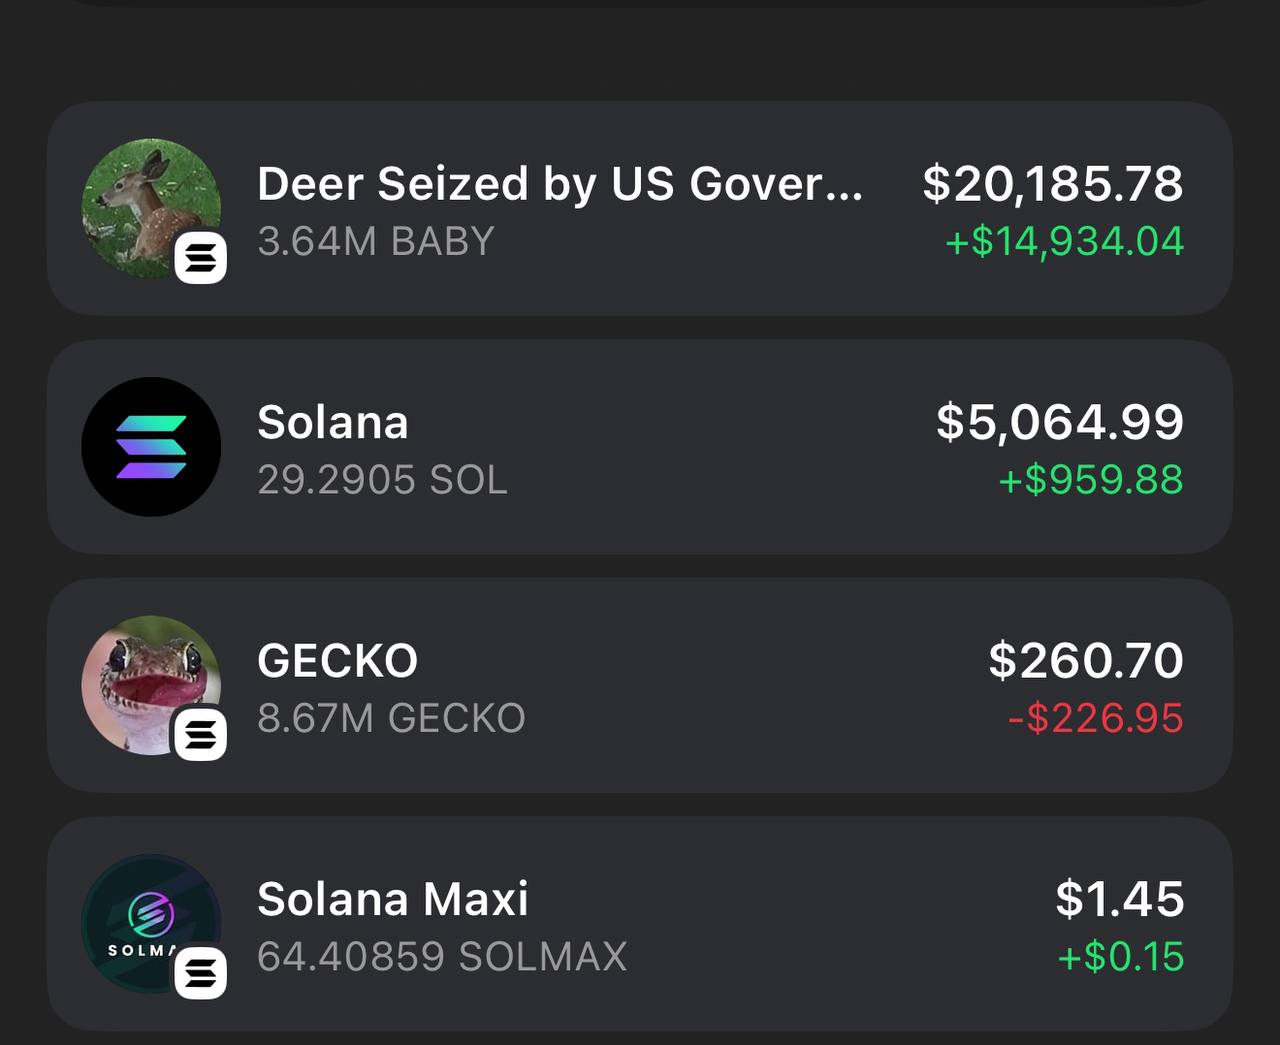 Deer Seized by US Gover...
$20,185.78
3.64M BABY
+$14,934.04
Solana
$5,064.99
29.2905 SOL
+$959.88
GECKO
$260.70
8.67M GECKO
-$226.95
SOLMA
Solana Maxi
$1.45
64.40859 SOLMAX
+$0.15